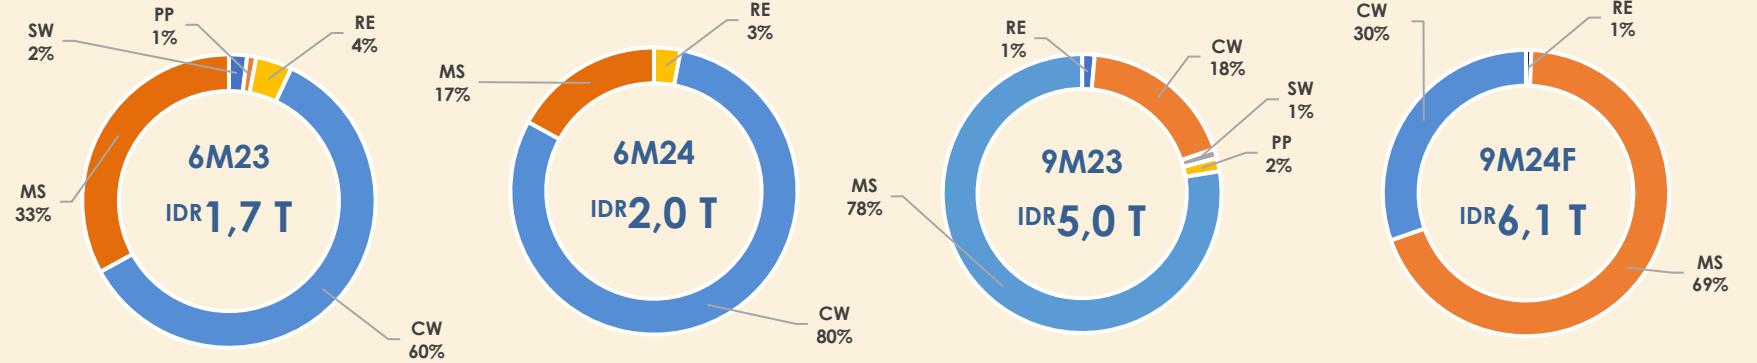 PP
1%
SW
2%
RE
4%
MS
33%
6M23
IDR1,7 T
CW
60%
RE
3%
MS
17%
6M24
IDR2,0 T
CW
80%
RE
1%
CW
18%
SW
1%
PP
2%
MS
78%
9M23
IDR5,0 T
CW
30%
RE
1%
9M24F
IDR6,1 T
MS
69%